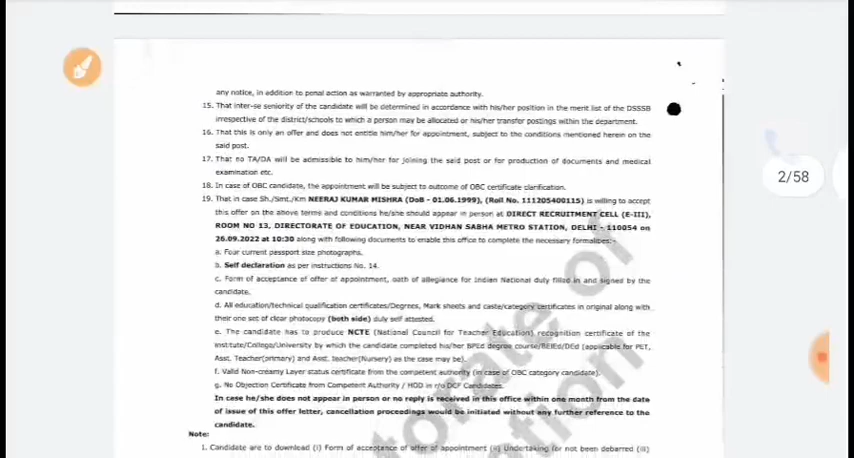 any notice, in addition to penal action as warranted by appropriate authority.
15. That inter-se seniority of the candidate will be determined in accordance with his/her position in the merit list of the DSSSB
irrespective of the district/schools to which a person may be allocated or his/her transfer postings within the department.
16. That this is only an offer and does not entitle him/her for appointment, subject to the conditions mentioned herein on the
said post.
17. That no TA/DA will be admissible to him/her for joining the said post or for production of documents and medical
examination etc.
18. In case of OBC candidate, the appointment will be subject to outcome of OBC certificate clarification.
19. That in case Sh./Smt./Km NEERAJ KUMAR MISHRA (DoB - 01.06.1999), (Roll No. 111205400115) is willing to accept
this offer on the above terms and conditions he/she should appear in person at DIRECT RECRUITMENT CELL (E-III),
ROOM NO 13, DIRECTORATE OF EDUCATION, NEAR VIDHAN SABHA METRO STATION, DELHI - 110054 on
26.09.2022 at 10:30 along with following documents to enable this office to complete the necessary formalities:-
a. Four current passport size photographs.
b. Self declaration as per instructions No. 14.
c. Form of acceptance of offer of appointment, oath of allegiance for Indian National duly filled in and signed by the
candidate.
d. All education/technical qualification certificates/Degrees, Mark sheets and caste/category certificates in original along with
their one set of clear photocopy (both side) duly self attested.
e. The candidate has to produce NCTE (National Council for Teacher Education) recognition certificate of the
institute/College/University by which the candidate completed his/her BPEd degree course/BElEd/DEd (applicable for PET,
Asst. Teacher(primary) and Asst. teacher(Nursery) as the case may be).
f. Valid Non-creamy Layer status certificate from the competent authority (in case of OBC category candidate).
g. No Objection Certificate from Competent Authority / HOD in r/o DCF Candidates.
In case he/she does not appear in person or no reply is received in this office within one month from the date
of issue of this offer letter, cancellation proceedings would be initiated without any further reference to the
candidate.
Note:
1. Candidate are to download (i) Form of acceptance of offer of appointment (ii) Undertaking for not been debarred (iii)
2/58